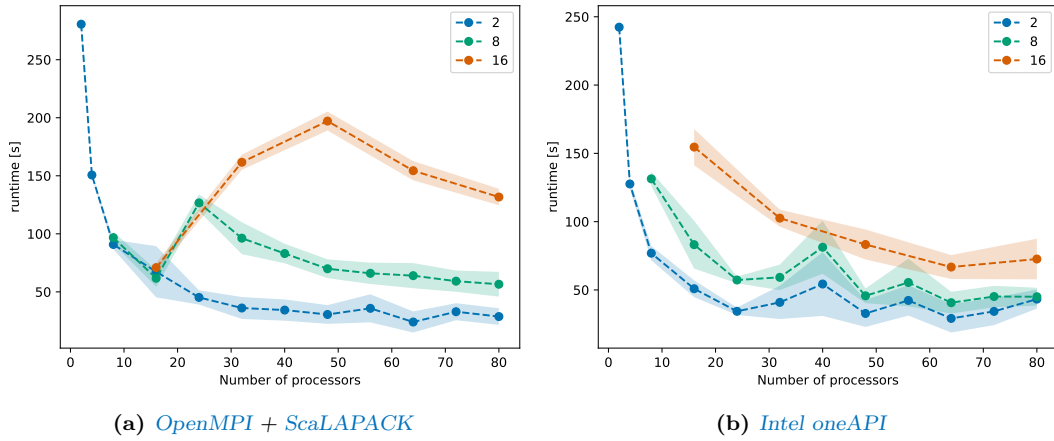 250
200
150
100
50
runtime [s]
0 10 20 30 40 50 60 70 80
Number of processors
2
8
16
(a) OpenMPI + ScaLAPACK
250
200
150
100
50
runtime [s]
0 10 20 30 40 50 60 70 80
Number of processors
2
8
16
(b) Intel oneAPI